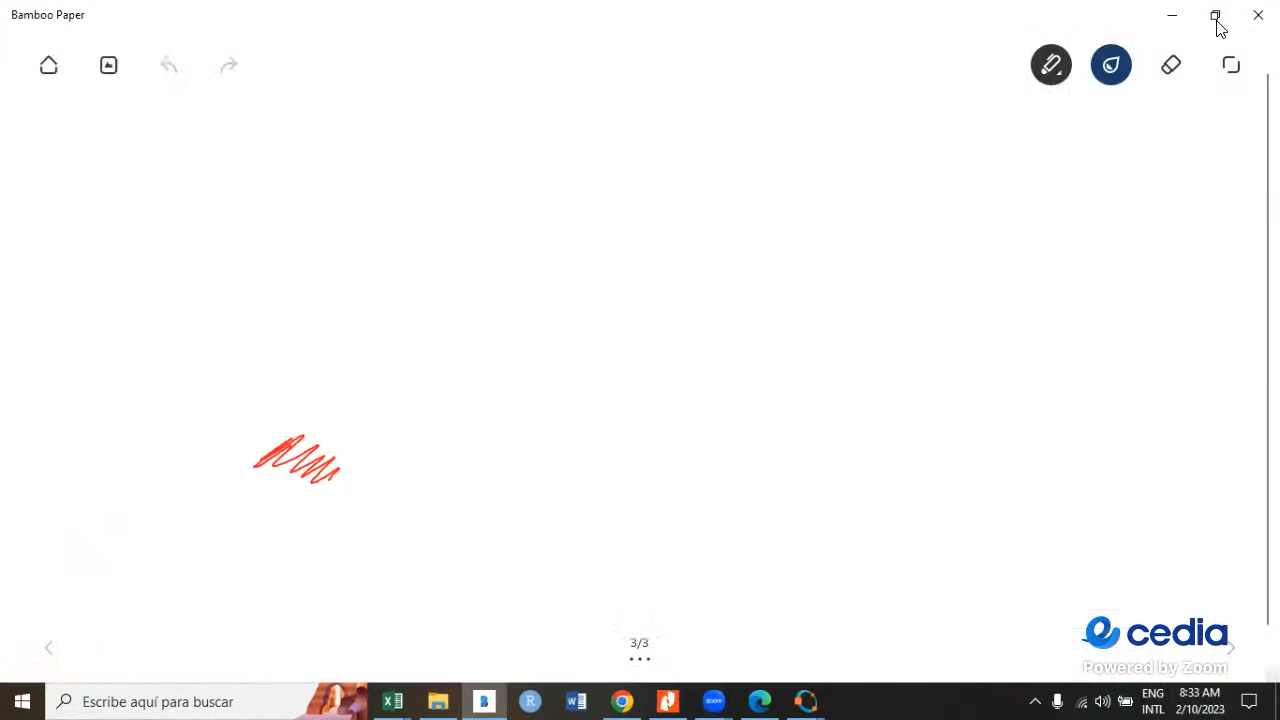 Bamboo Paper
3/3
cedia
Powered by Zoom
Escribe aquí para buscar
zoom
ENG
INTL
8:33 AM
2/10/2023